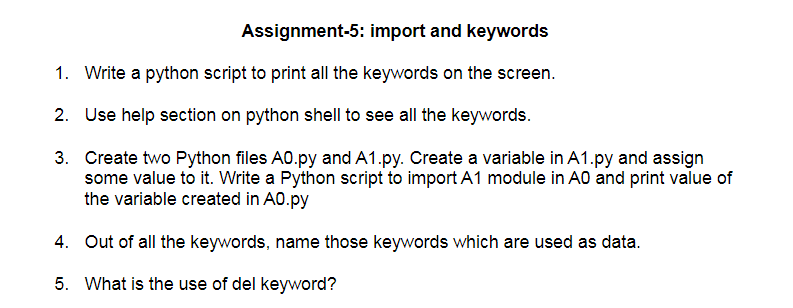 Assignment-5: import and keywords
1. Write a python script to print all the keywords on the screen.
2. Use help section on python shell to see all the keywords.
3. Create two Python files A0.py and A1.py. Create a variable in A1.py and assign
some value to it. Write a Python script to import A1 module in A0 and print value of
the variable created in A0.py
4. Out of all the keywords, name those keywords which are used as data.
5. What is the use of del keyword?